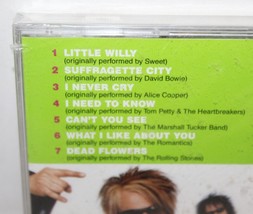 1 LITTLE WILLY
(originally performed by Sweet)
2 SUFFRAGETTE CITY
(originally performed by David Bowie)
3 I NEVER CRY
(originally performed by Alice Copper)
4 I NEED TO KNOW
(originally performed by Tom Petty & The Heartbreakers)
5 CAN'T YOU SEE
(originally performed by The Marshall Tucker Band)
6 WHAT I LIKE ABOUT YOU
(originally performed by The Romantics)
7 DEAD FLOWERS
(originally performed by The Rolling Stones)